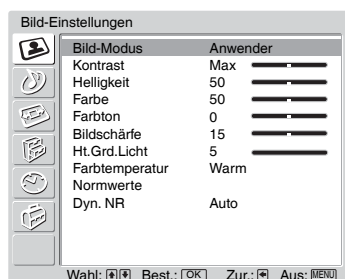 Bild-Einstellungen
Bild-Modus Anwender
Kontrast Max
Helligkeit 50
Farbe 50
Farbton 0
Bildschärfe 15
Ht.Grd.Licht 5
Farbtemperatur Warm
Normwerte
Dyn. NR Auto
Wahl: Best.: OK Zur.: Aus: MENU